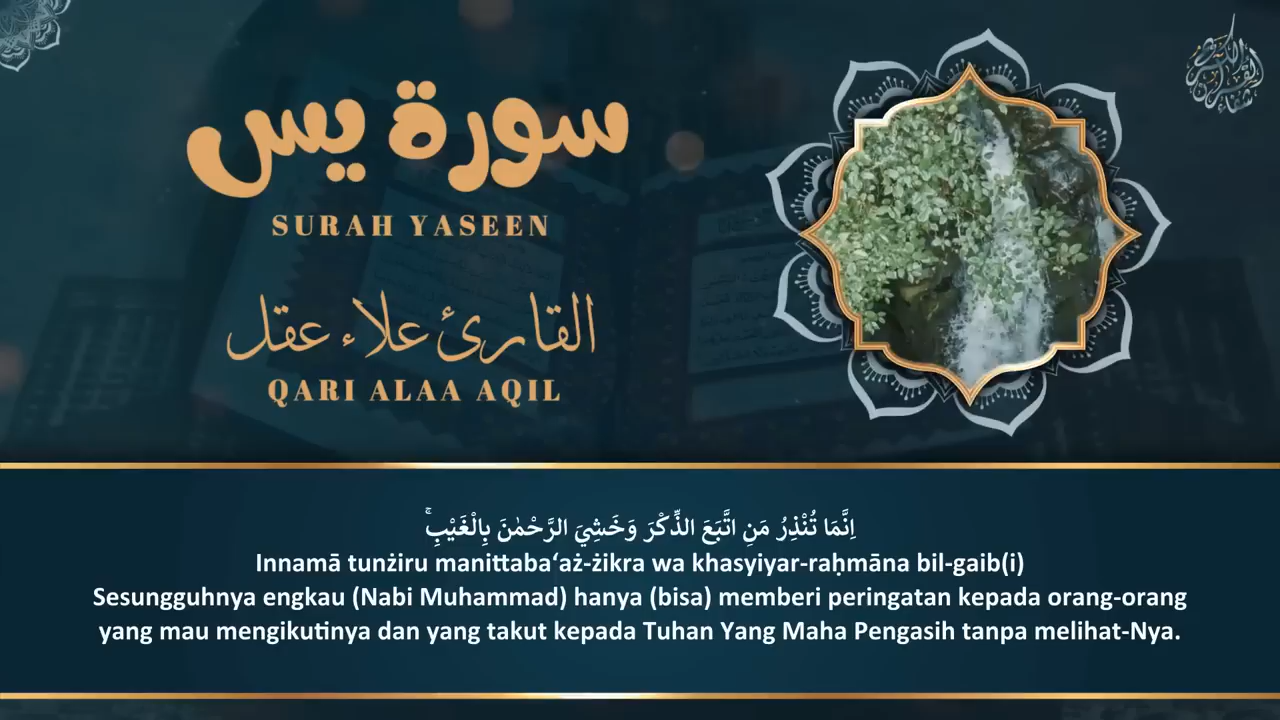 سورة يس
SURAH YASEEN
القارئ علاء عقل
QARI ALAA AQIL
اِنَّمَا تُنْذِرُ مَنِ اتَّبَعَ الذِّكْرَ وَخَشِيَ الرَّحْمٰنَ بِالْغَيْبِۚ
Innamā tunżiru manittaba‘aż-żikra wa khasyiyar-raḥmāna bil-gaib(i)
Sesungguhnya engkau (Nabi Muhammad) hanya (bisa) memberi peringatan kepada orang-orang
yang mau mengikutinya dan yang takut kepada Tuhan Yang Maha Pengasih tanpa melihat-Nya.